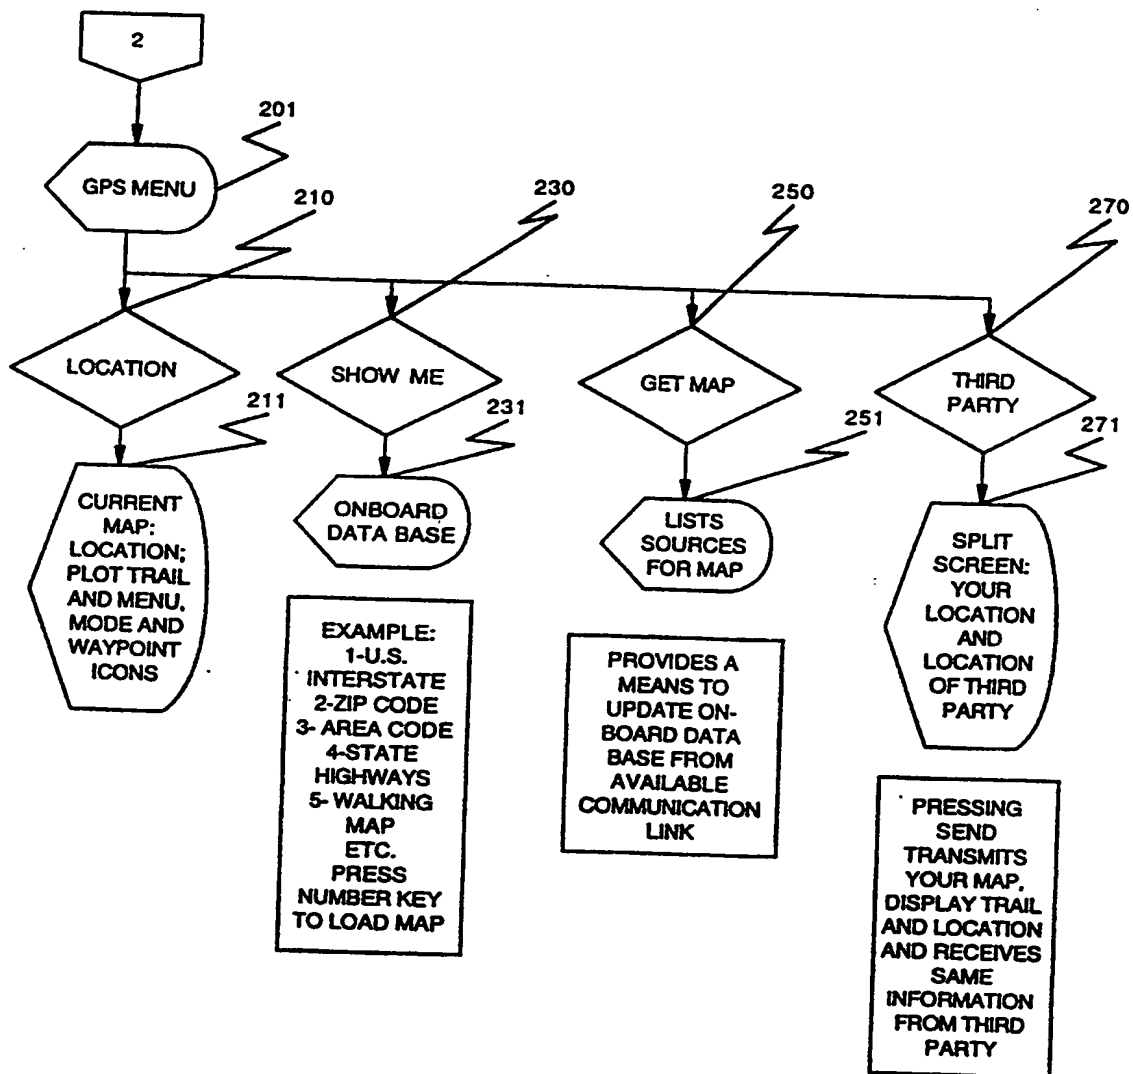 2
201
GPS MENU
210
230
250
270
LOCATION
SHOW ME
GET MAP
THIRD
PARTY
211
231
251
271
CURRENT
MAP:
LOCATION;
PLOT TRAIL
AND MENU,
MODE AND
WAYPOINT
ICONS
ONBOARD
DATA BASE
LISTS
SOURCES
FOR MAP
SPLIT
SCREEN:
YOUR
LOCATION
AND
LOCATION
OF THIRD
PARTY
EXAMPLE:
1-U.S.
INTERSTATE
2-ZIP CODE
3- AREA CODE
4-STATE
HIGHWAYS
5- WALKING
MAP
ETC.
PRESS
NUMBER KEY
TO LOAD MAP
PROVIDES A
MEANS TO
UPDATE ON-
BOARD DATA
BASE FROM
AVAILABLE
COMMUNICATION
LINK
PRESSING
SEND
TRANSMITS
YOUR MAP,
DISPLAY TRAIL
AND LOCATION
AND RECEIVES
SAME
INFORMATION
FROM THIRD
PARTY